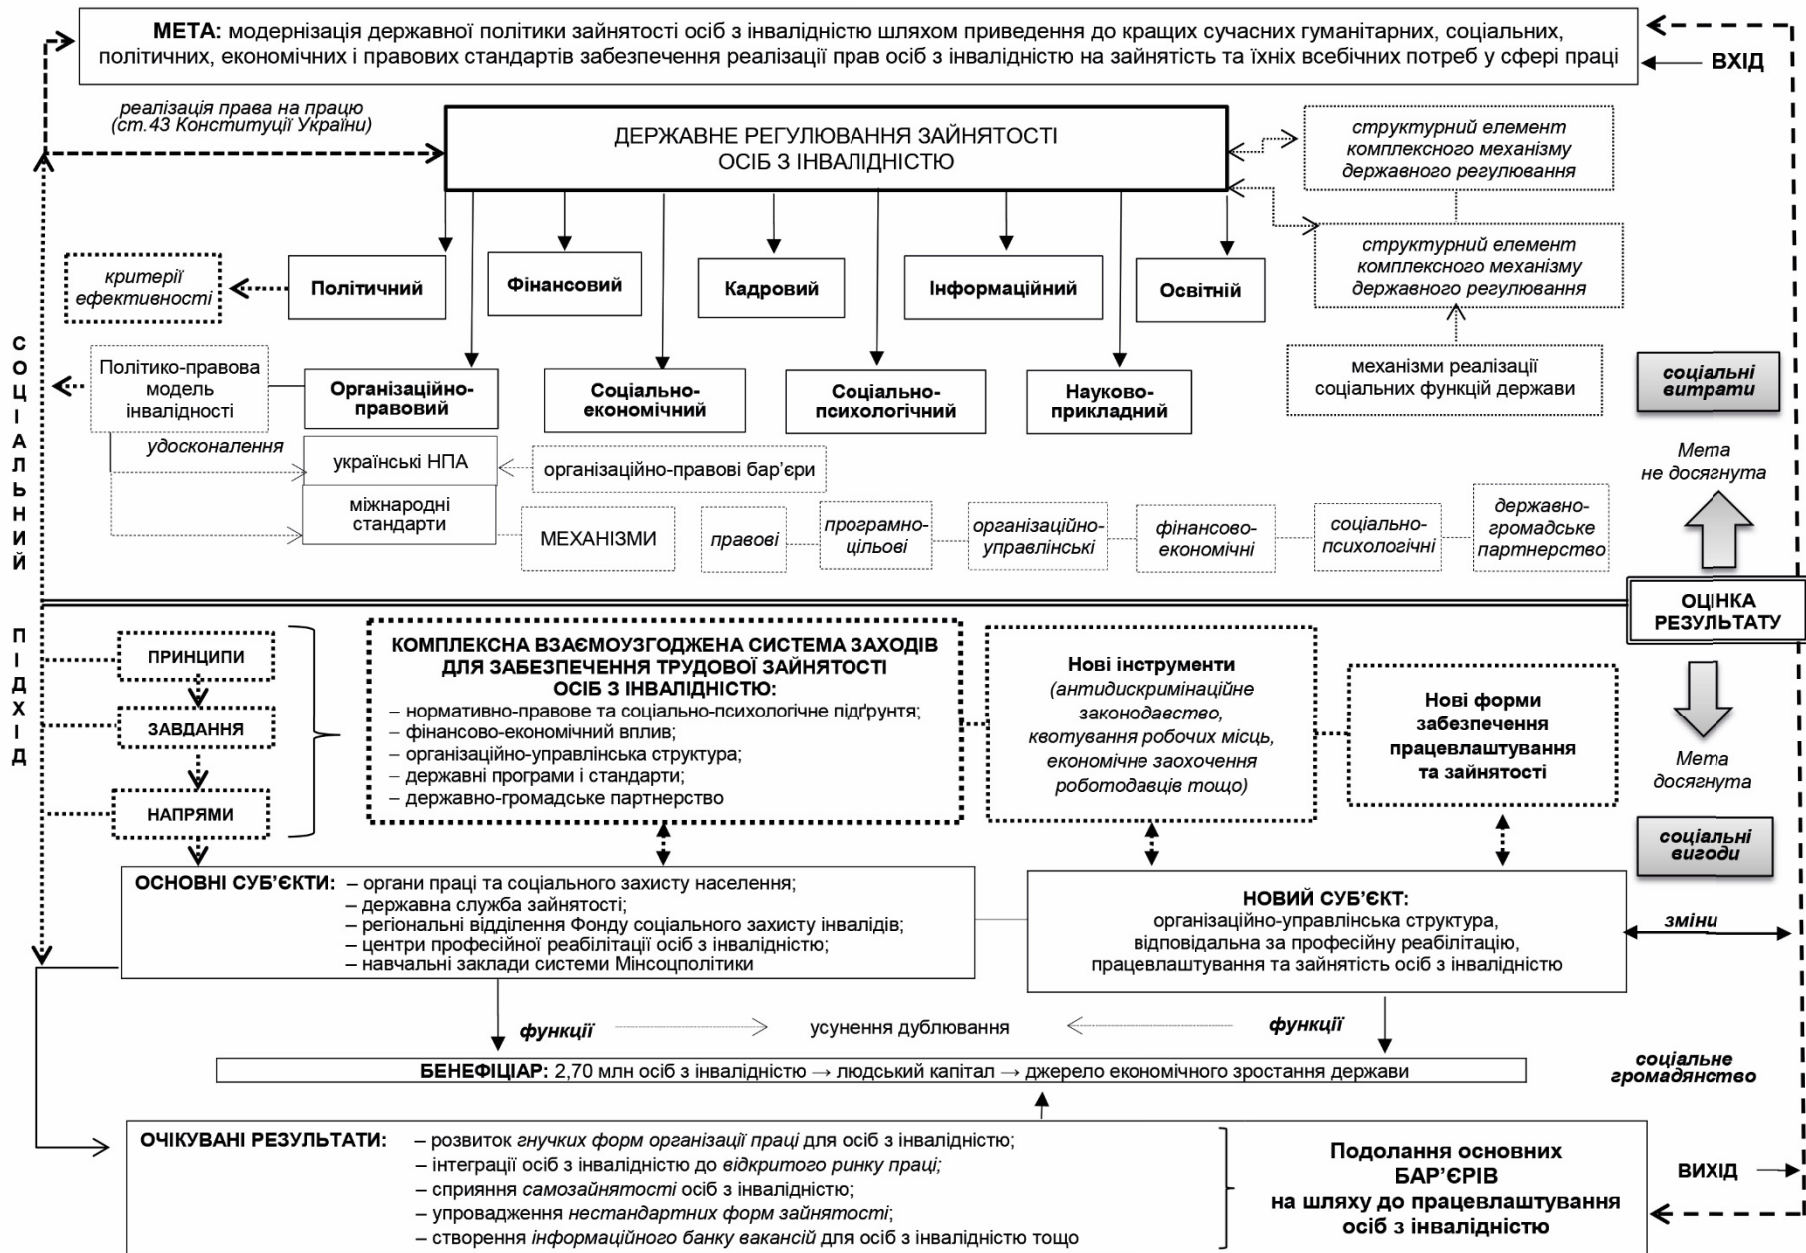 МЕТА: модернізація державної політики зайнятості осіб з інвалідністю шляхом приведення до кращих сучасних гуманітарних, соціальних,
політичних, економічних і правових стандартів забезпечення реалізації прав осіб з інвалідністю на зайнятість та їхніх всебічних потреб у сфері праці
ВХІД
реалізація права на працю
(ст.43 Конституції України)
ДЕРЖАВНЕ РЕГУЛЮВАННЯ ЗАЙНЯТОСТІ
ОСІБ З ІНВАЛІДНІСТЮ
структурний елемент
комплексного механізму
державного регулювання
структурний елемент
комплексного механізму
державного регулювання
критерії
ефективності
Політичний
Фінансовий
Кадровий
Інформаційний
Освітній
СОЦІАЛЬНИЙ
ПІДХІД
Політико-правова
модель
інвалідності
Організаційно-
правовий
Соціально-
економічний
Соціально-
психологічний
Науково-
прикладний
механізми реалізації
соціальних функцій держави
соціальні
витрати
удосконалення
українські НПА
організаційно-правові бар’єри
Мета
не досягнута
міжнародні
стандарти
МЕХАНІЗМИ
правові
програмно-
цільові
організаційно-
управлінські
фінансово-
економічні
соціально-
психологічні
державно-
громадське
партнерство
ОЦІНКА
РЕЗУЛЬТАТУ
ПРИНЦИПИ
ЗАВДАННЯ
НАПРЯМИ
КОМПЛЕКСНА ВЗАЄМОУЗГОДЖЕНА СИСТЕМА ЗАХОДІВ
ДЛЯ ЗАБЕЗПЕЧЕННЯ ТРУДОВОЇ ЗАЙНЯТОСТІ
ОСІБ З ІНВАЛІДНІСТЮ:
– нормативно-правове та соціально-психологічне підґрунтя;
– фінансово-економічний вплив;
– організаційно-управлінська структура;
– державні програми і стандарти;
– державно-громадське партнерство
Нові інструменти
(антидискримінаційне
законодавство,
квотування робочих місць,
економічне заохочення
роботодавців тощо)
Нові форми
забезпечення
працевлаштування
та зайнятості
Мета
досягнута
соціальні
вигоди
ОСНОВНІ СУБ’ЄКТИ: – органи праці та соціального захисту населення;
– державна служба зайнятості;
– регіональні відділення Фонду соціального захисту інвалідів;
– центри професійної реабілітації осіб з інвалідністю;
– навчальні заклади системи Мінсоцполітики
НОВИЙ СУБ’ЄКТ:
організаційно-управлінська структура,
відповідальна за професійну реабілітацію,
працевлаштування та зайнятість осіб з інвалідністю
зміни
функції
усунення дублювання
функції
БЕНЕФІЦІАР: 2,70 млн осіб з інвалідністю → людський капітал → джерело економічного зростання держави
соціальне
громадянство
ОЧІКУВАНІ РЕЗУЛЬТАТИ: – розвиток гнучких форм організації праці для осіб з інвалідністю;
– інтеграції осіб з інвалідністю до відкритого ринку праці;
– сприяння самозайнятості осіб з інвалідністю;
– упровадження нестандартних форм зайнятості;
– створення інформаційного банку вакансій для осіб з інвалідністю тощо
Подолання основних
БАР’ЄРІВ
на шляху до працевлаштування
осіб з інвалідністю
ВИХІД